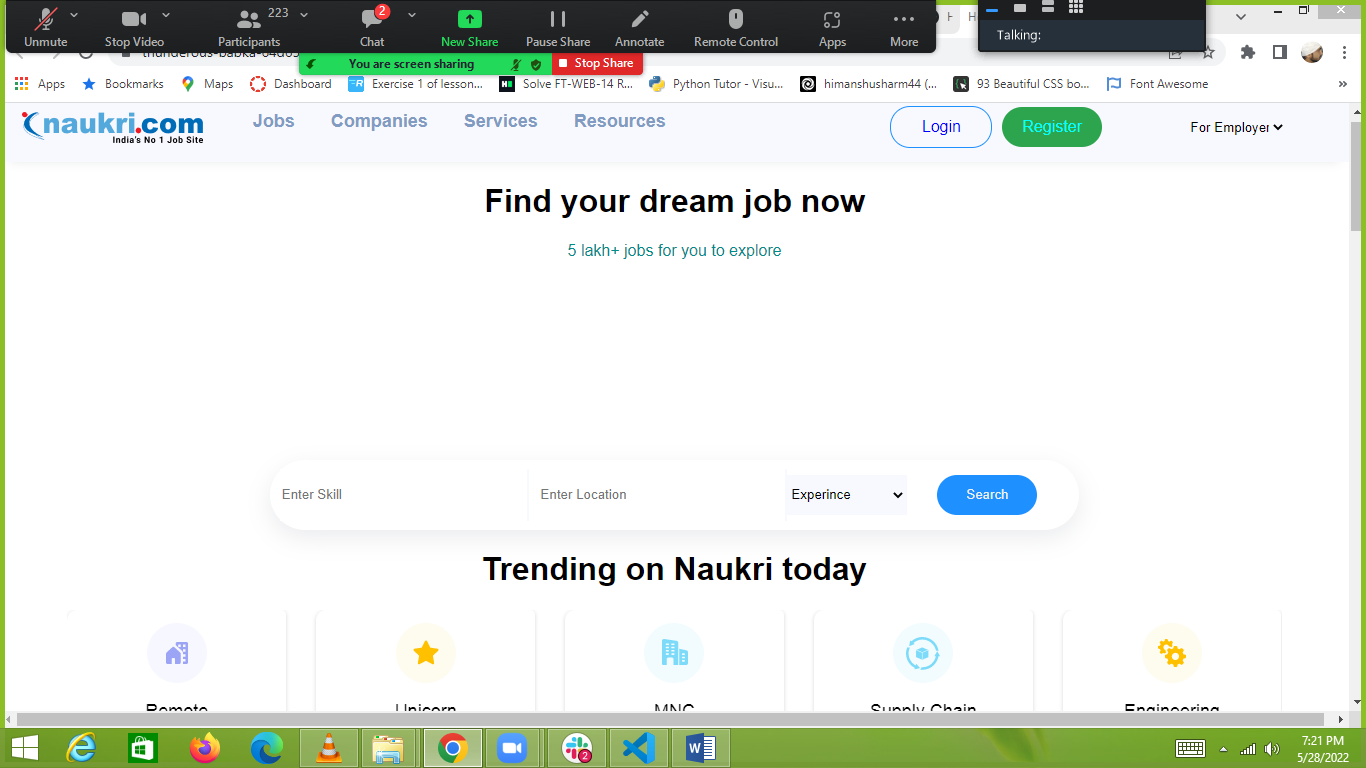 Unmute
Stop Video
223
Participants
2
Chat
New Share
Pause Share
Annotate
Remote Control
Apps
More
Talking:
You are screen sharing
Stop Share
Apps
Bookmarks
Maps
Dashboard
Exercise 1 of lesson...
Solve FT-WEB-14 R...
Python Tutor - Visu...
himanshusharm44 (...
93 Beautiful CSS bo...
Font Awesome
naukri.com
India's No 1 Job Site
Jobs
Companies
Services
Resources
Login
Register
For Employer
Find your dream job now
5 lakh+ jobs for you to explore
Enter Skill
Enter Location
Experince
Search
Trending on Naukri today
Remote
Unicorn
MNC
Supply Chain
Engineering
2
7:21 PM
5/28/2022